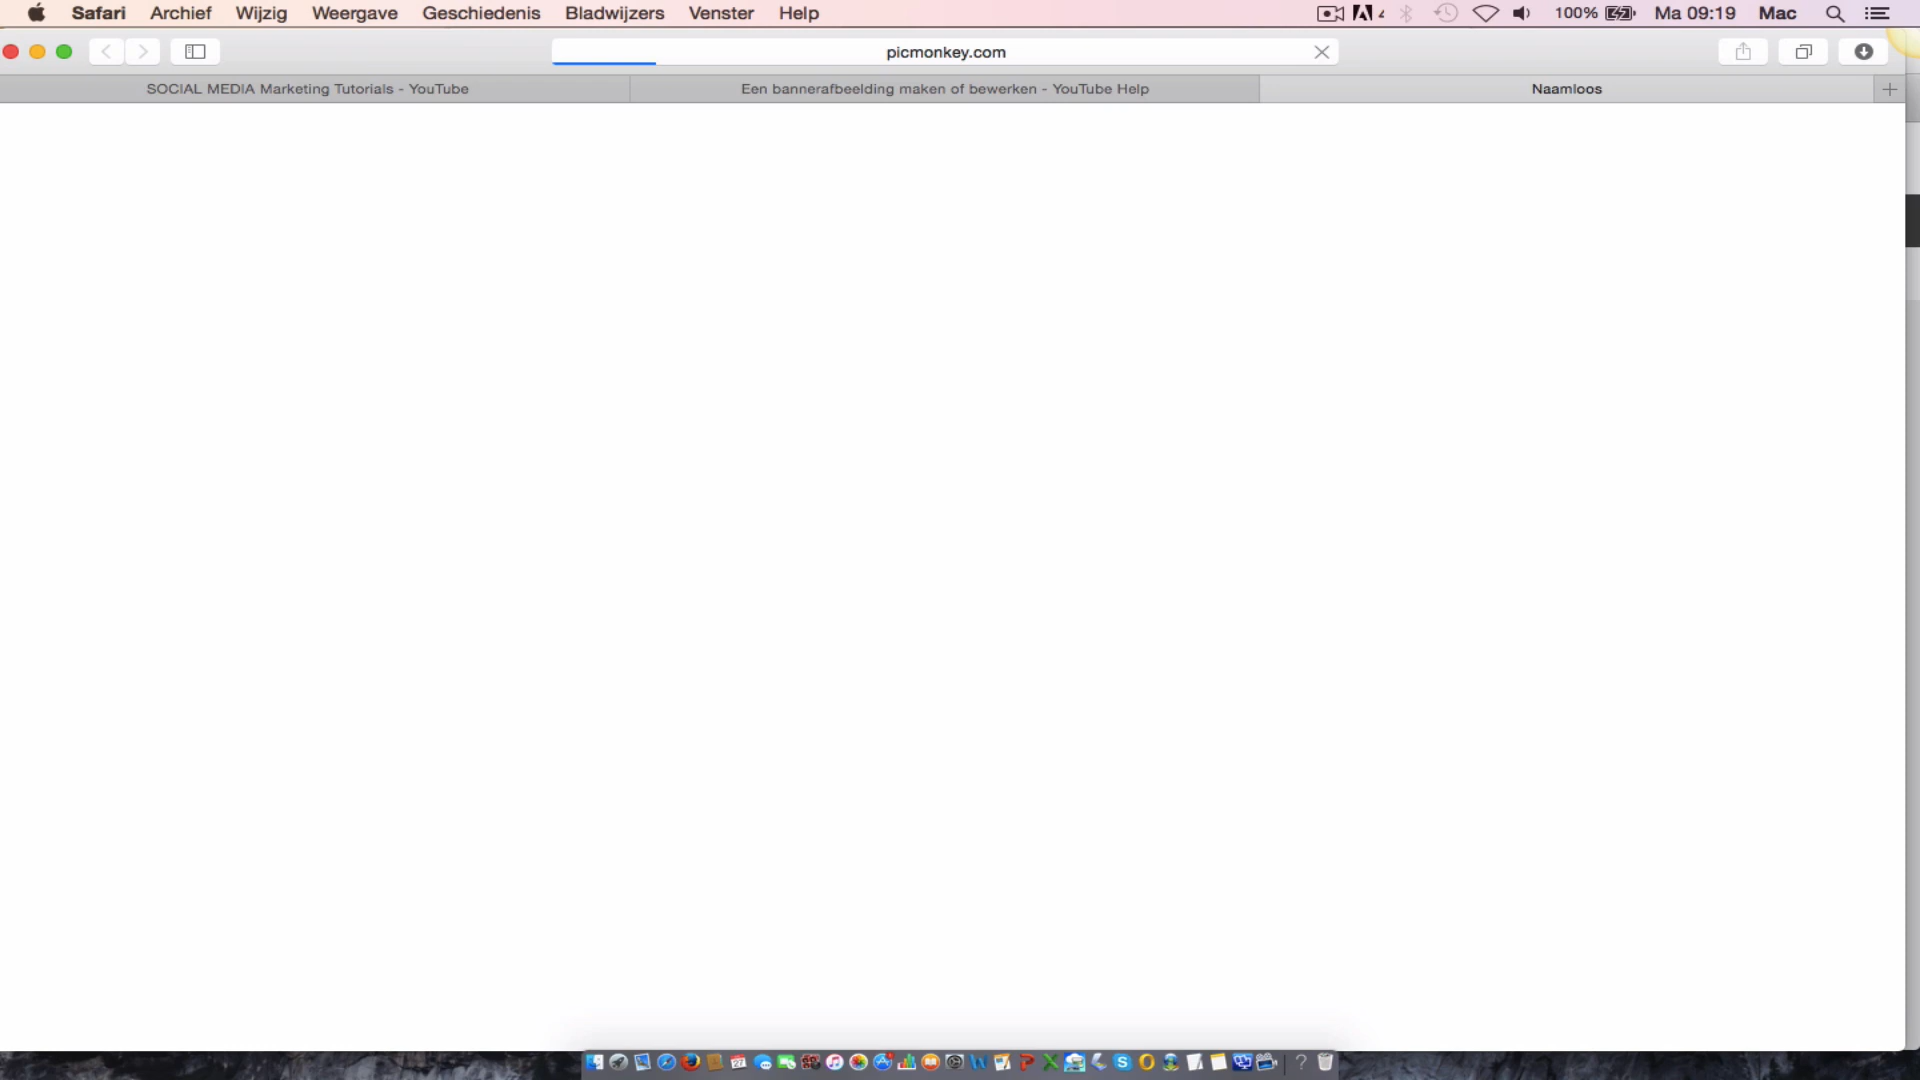 Safari Archief Wijzig Weergave Geschiedenis Bladwijzers Venster Help 100% Ma 09:19 Mac
picmonkey.com
SOCIAL MEDIA Marketing Tutorials - YouTube Een bannerafbeelding maken of bewerken - YouTube Help Naamloos